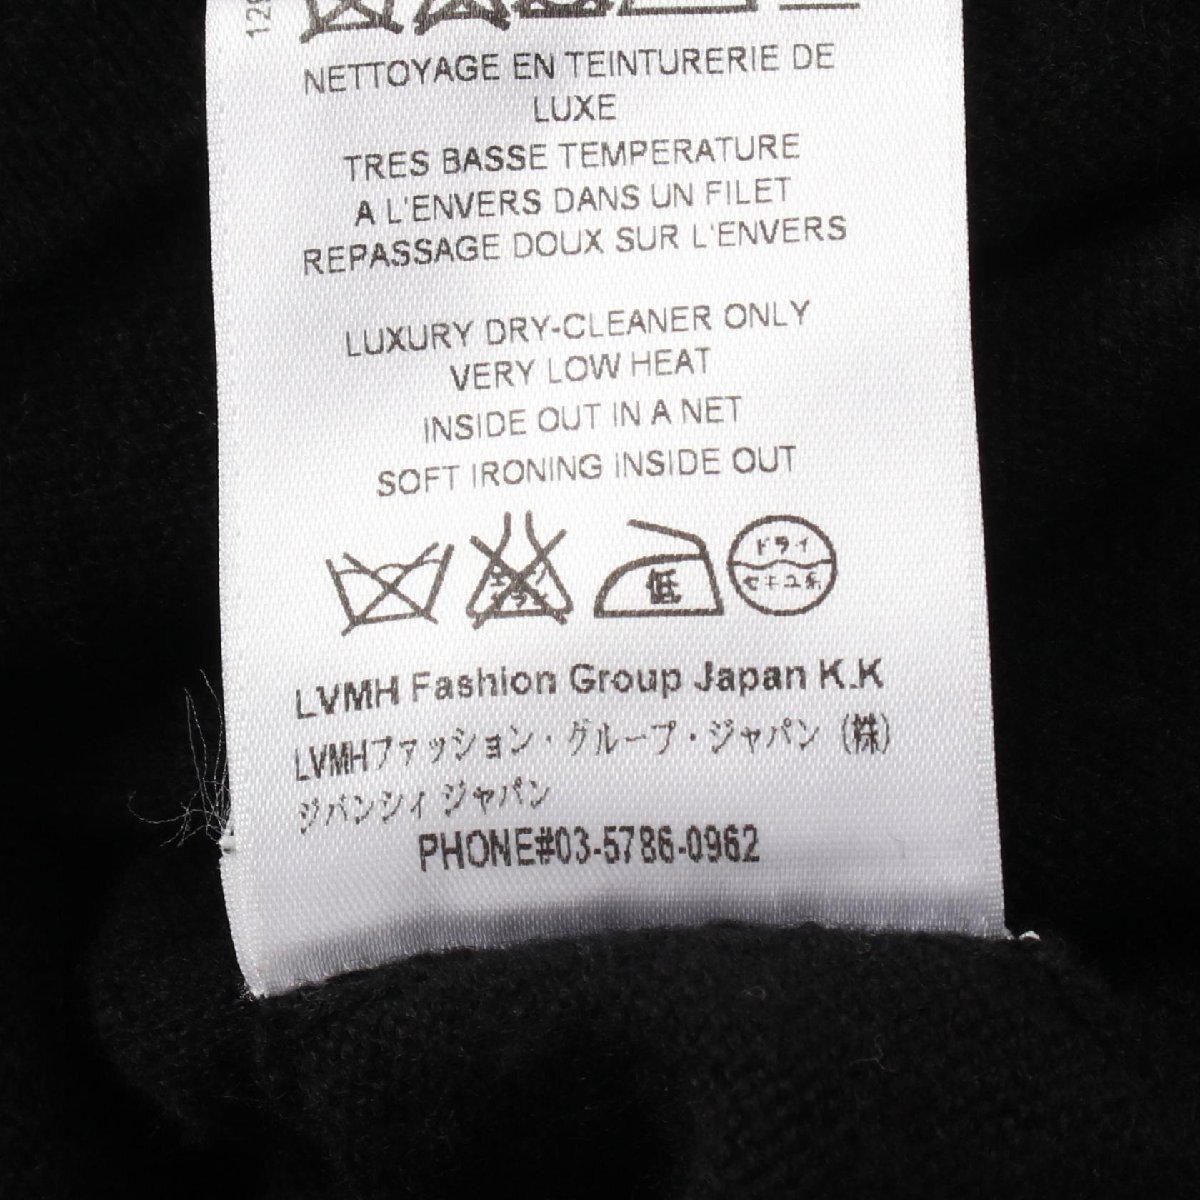 NETTOYAGE EN TEINTURERIE DE
LUXE
TRES BASSE TEMPERATURE
A L'ENVERS DANS UN FILET
REPASSAGE DOUX SUR L'ENVERS
LUXURY DRY-CLEANER ONLY
VERY LOW HEAT
INSIDE OUT IN A NET
SOFT IRONING INSIDE OUT
低
ドライ
セキユ系
LVMH Fashion Group Japan K.K
LVMHファッション・グループ・ジャパン (株)
ジバンシィ ジャパン
PHONE#03-5786-0962